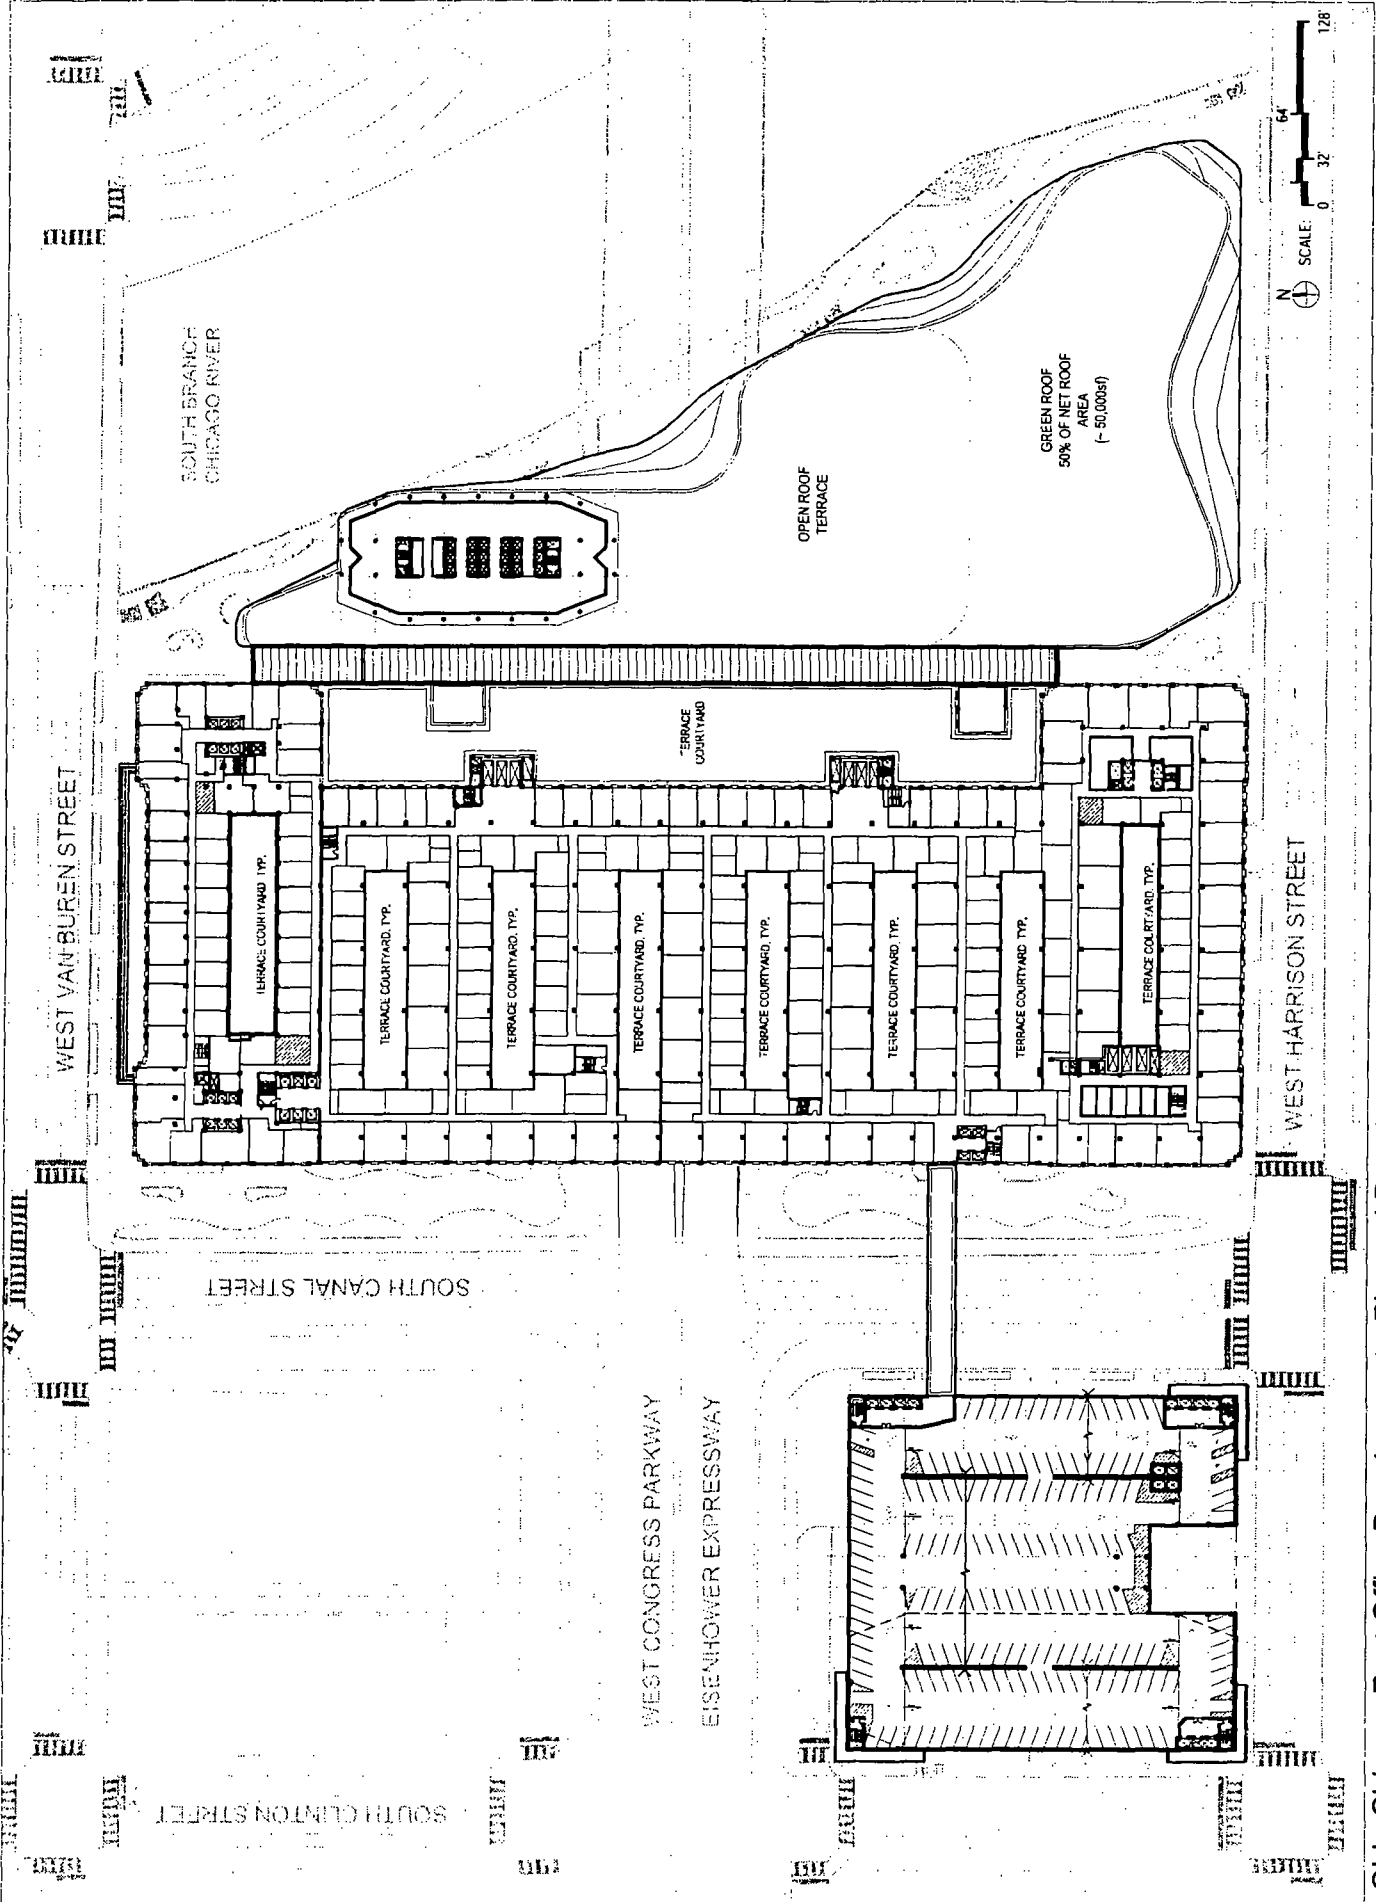 WEST VAN BUREN STREET
SOUTH CLINTON STREET
SOUTH CANAL STREET
SOUTH BRANCH
CHICAGO RIVER
TERRACE COURTYARD, TYP.
TERRACE COURTYARD, TYP.
TERRACE COURTYARD, TYP.
TERRACE COURTYARD, TYP.
TERRACE COURTYARD, TYP.
TERRACE COURTYARD, TYP.
TERRACE COURTYARD, TYP.
TERRACE COURTYARD, TYP.
TERRACE
COURTYARD
WEST CONGRESS PARKWAY
EISENHOWER EXPRESSWAY
OPEN ROOF
TERRACE
GREEN ROOF
50% OF NET ROOF
AREA
(~ 50,000sf)
WEST HARRISON STREET
N
SCALE:
0 32' 64' 128'